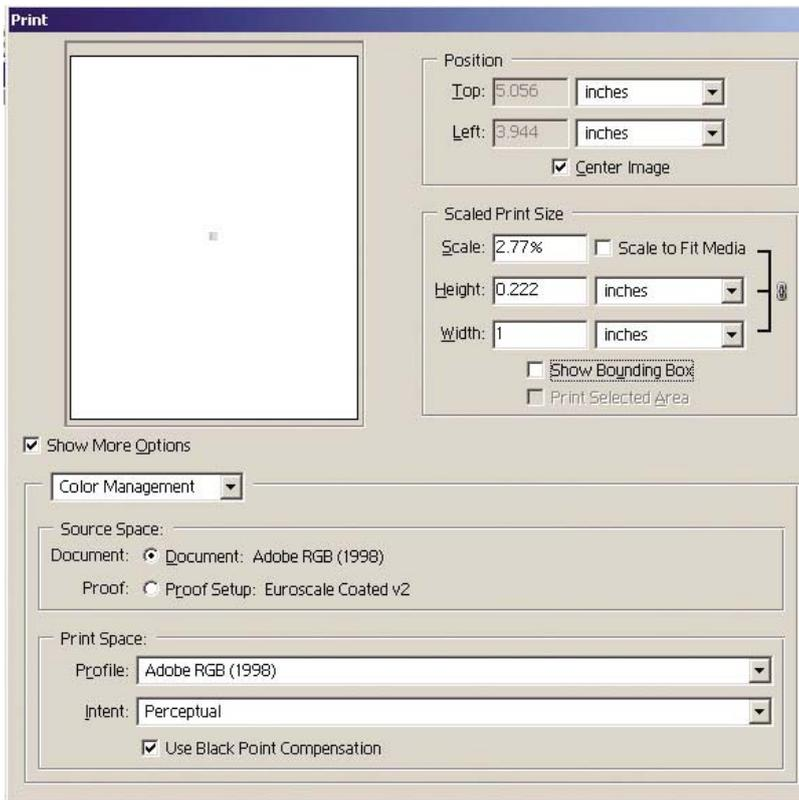 Print
Position
Top: 5.056 inches
Left: 3.944 inches
Center Image
Scaled Print Size
Scale: 2.77% Scale to Fit Media
Height: 0.222 inches
Width: 1 inches
Show Bounding Box
Print Selected Area
Show More Options
Color Management
Source Space:
Document: Document: Adobe RGB (1998)
Proof: Proof Setup: Euroscale Coated v2
Print Space:
Profile: Adobe RGB (1998)
Intent: Perceptual
Use Black Point Compensation